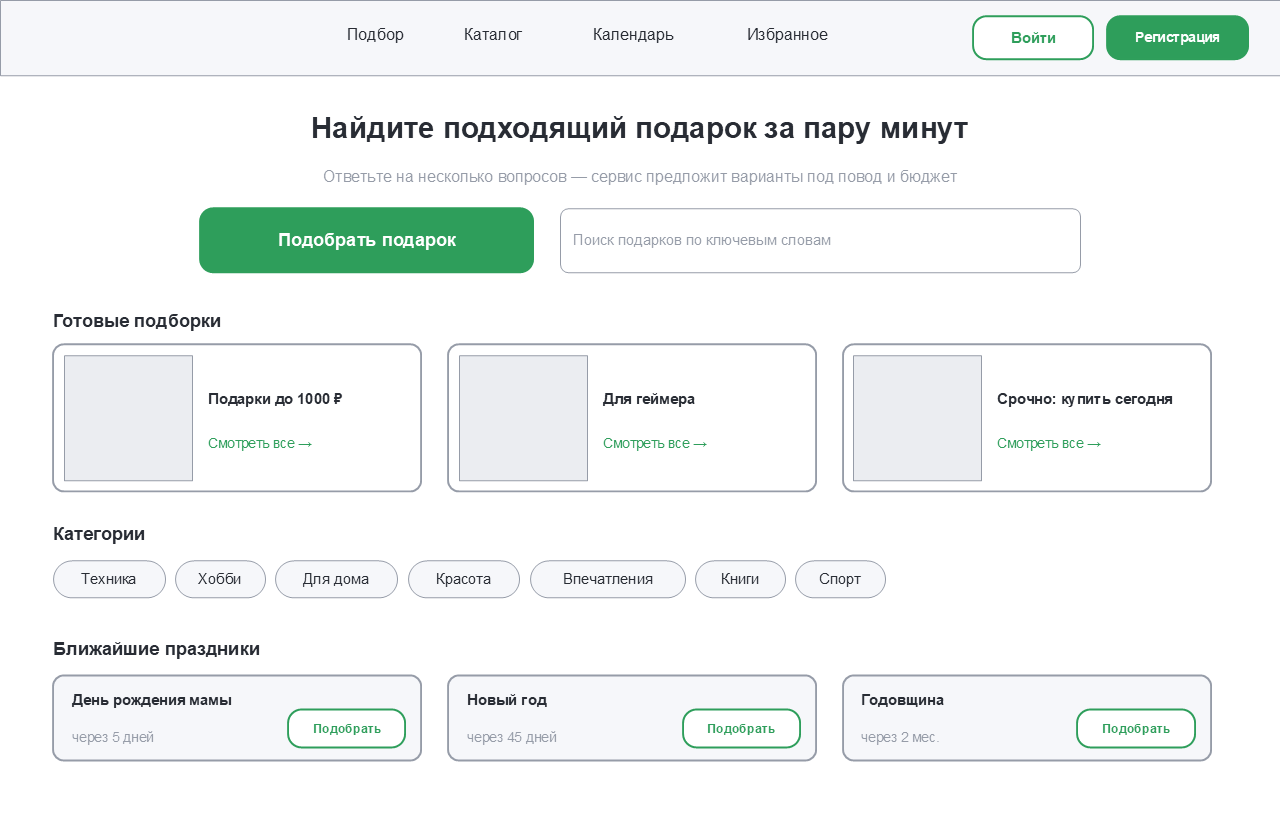 Подбор Каталог Календарь Избранное Войти Регистрация
Найдите подходящий подарок за пару минут
Ответьте на несколько вопросов — сервис предложит варианты под повод и бюджет
Подобрать подарок Поиск подарков по ключевым словам
Готовые подборки
Подарки до 1000 ₽
Смотреть все →
Для геймера
Смотреть все →
Срочно: купить сегодня
Смотреть все →
Категории
Техника Хобби Для дома Красота Впечатления Книги Спорт
Ближайшие праздники
День рождения мамы
через 5 дней
Подобрать
Новый год
через 45 дней
Подобрать
Годовщина
через 2 мес.
Подобрать